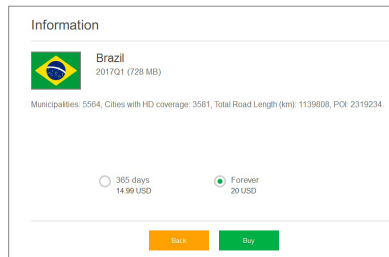 Information
Brazil
2017Q1 (728 MB)
Municipalities: 5564, Cities with HD coverage: 3581, Total Road Length (km): 1139808, POI: 2319234.
365 days
14.99 USD
Forever
20 USD
Back
Buy